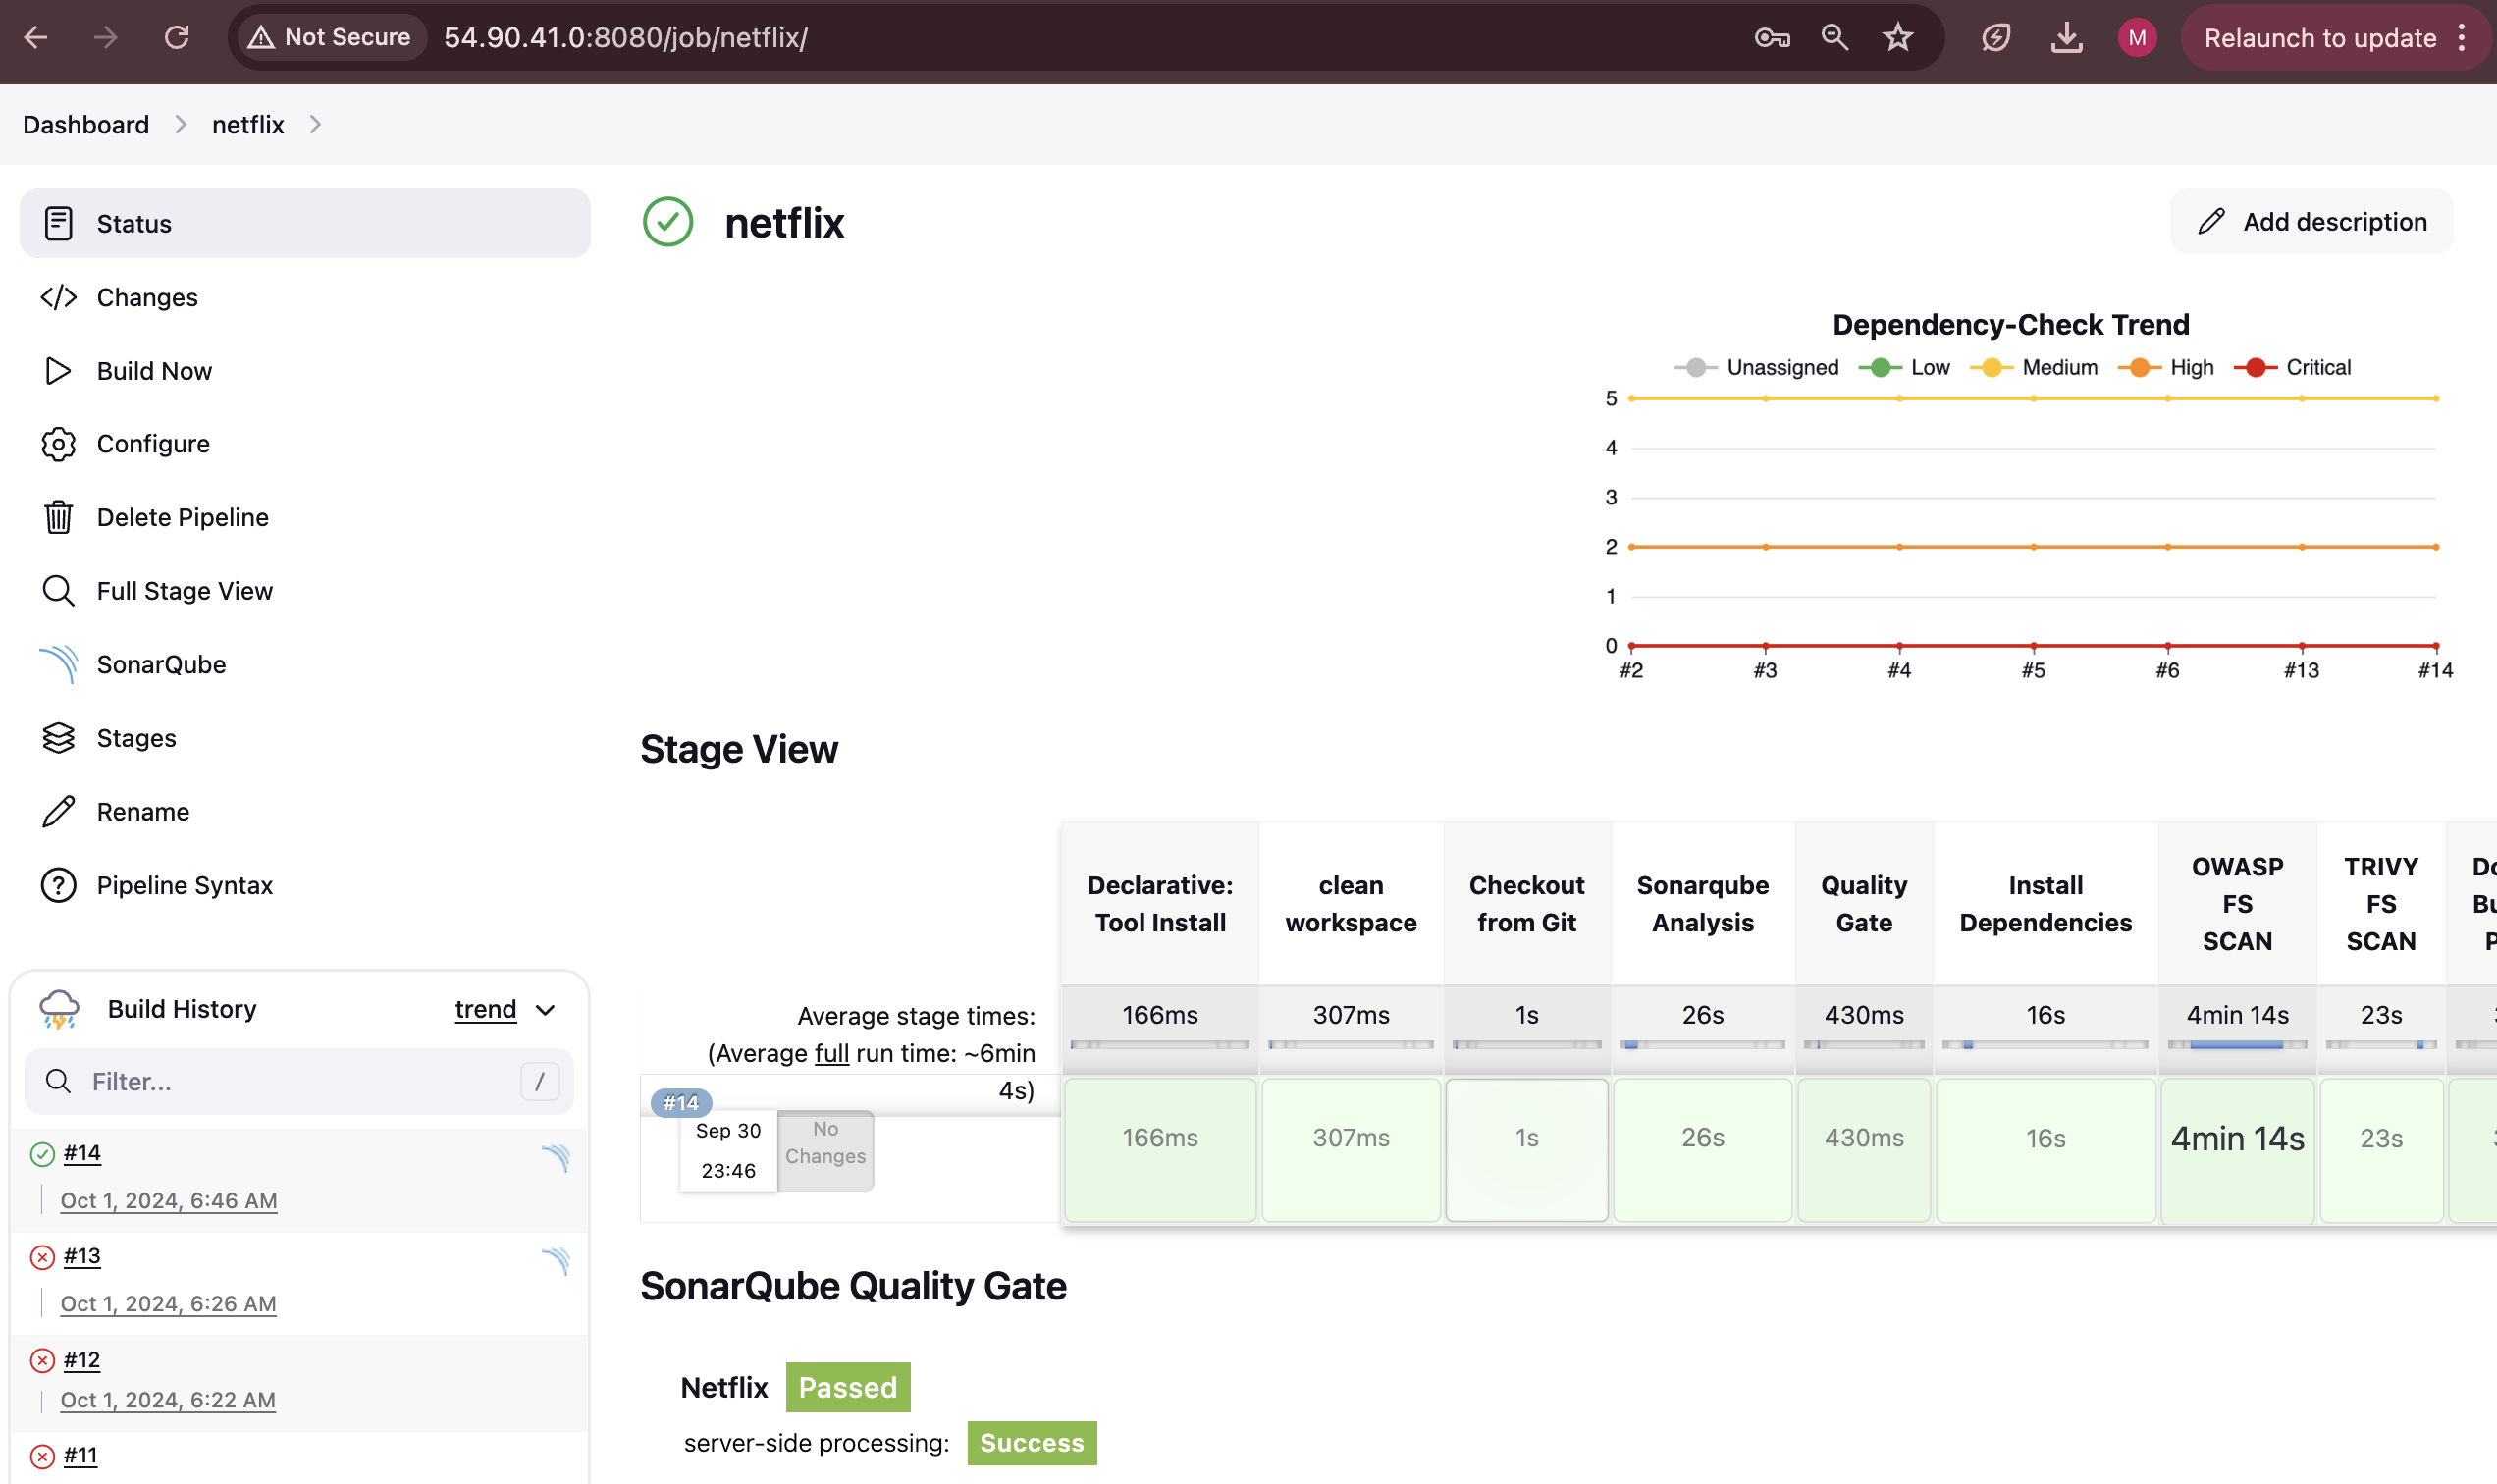 Not Secure
54.90.41.0:8080/job/netflix/
M
Relaunch to update
Dashboard
netflix
Status
Changes
Build Now
Configure
Delete Pipeline
Full Stage View
SonarQube
Stages
Rename
Pipeline Syntax
Build History
trend
Filter...
/
#14
Oct 1, 2024, 6:46 AM
#13
Oct 1, 2024, 6:26 AM
#12
Oct 1, 2024, 6:22 AM
#11
netflix
Add description
Dependency-Check Trend
Unassigned Low Medium High Critical
5
4
3
2
1
0
#2 #3 #4 #5 #6 #13 #14
Stage View
Declarative:
Tool Install
clean
workspace
Checkout
from Git
Sonarqube
Analysis
Quality
Gate
Install
Dependencies
OWASP
FS
SCAN
TRIVY
FS
SCAN
Average stage times:
(Average full run time: ~6min
4s)
166ms 307ms 1s 26s 430ms 16s 4min 14s 23s
#14
Sep 30
23:46
No
Changes
166ms 307ms 1s 26s 430ms 16s 4min 14s 23s
SonarQube Quality Gate
Netflix Passed
server-side processing: Success